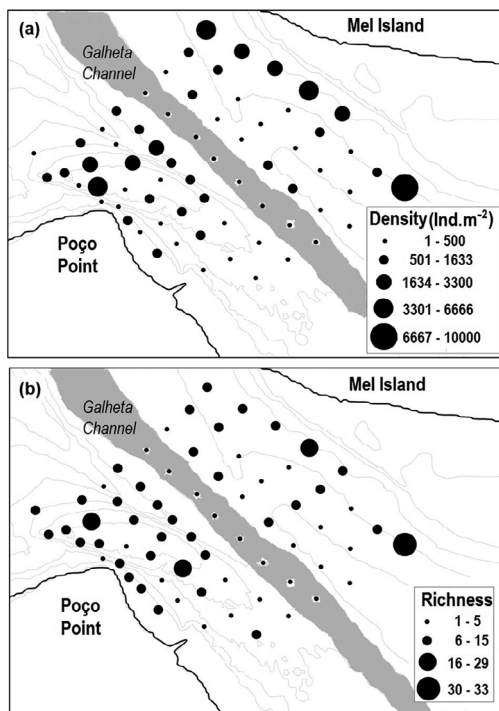 (a)
Mel Island
Galheta
Channel
Poço
Point
Density (Ind.m⁻²)
1 - 500
501 - 1633
1634 - 3300
3301 - 6666
6667 - 10000
(b)
Mel Island
Galheta
Channel
Poço
Point
Richness
1 - 5
6 - 15
16 - 29
30 - 33